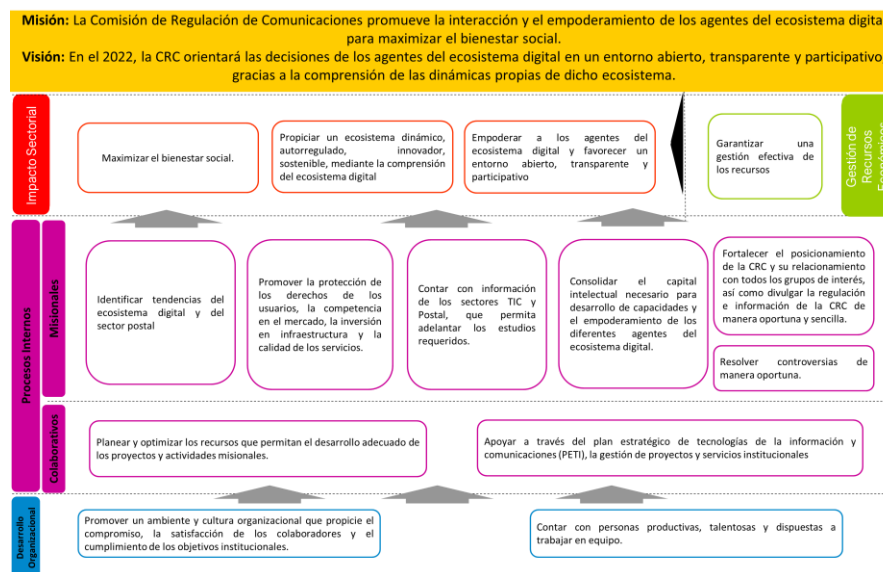 Misión: La Comisión de Regulación de Comunicaciones promueve la interacción y el empoderamiento de los agentes del ecosistema digita
para maximizar el bienestar social.
Visión: En el 2022, la CRC orientará las decisiones de los agentes del ecosistema digital en un entorno abierto, transparente y participativo,
gracias a la comprensión de las dinámicas propias de dicho ecosistema.
Impacto Sectorial
Maximizar el bienestar social.
Propiciar un ecosistema dinámico,
autorregulado, innovador,
sostenible, mediante la comprensión
del ecosistema digital
Empoderar a los agentes del
ecosistema digital y favorecer un
entorno abierto, transparente y
participativo
Garantizar una
gestión efectiva de
los recursos
Gestión de
Recursos
Económicos
Procesos Internos
Misionales
Identificar tendencias del
ecosistema digital y del
sector postal
Promover la protección de
los derechos de los
usuarios, la competencia
en el mercado, la inversión
en infraestructura y la
calidad de los servicios.
Contar con información
de los sectores TIC y
Postal, que permita
adelantar los estudios
requeridos.
Consolidar el capital
intelectual necesario para
desarrollo de capacidades y
el empoderamiento de los
diferentes agentes del
ecosistema digital.
Fortalecer el posicionamiento
de la CRC y su relacionamiento
con todos los grupos de interés,
así como divulgar la regulación
e información de la CRC de
manera oportuna y sencilla.
Resolver controversias de
manera oportuna.
Colaborativos
Planear y optimizar los recursos que permitan el desarrollo adecuado de
los proyectos y actividades misionales.
Apoyar a través del plan estratégico de tecnologías de la información y
comunicaciones (PETI), la gestión de proyectos y servicios institucionales
Desarrollo
Organizacional
Promover un ambiente y cultura organizacional que propicie el
compromiso, la satisfacción de los colaboradores y el
cumplimiento de los objetivos institucionales.
Contar con personas productivas, talentosas y dispuestas a
trabajar en equipo.